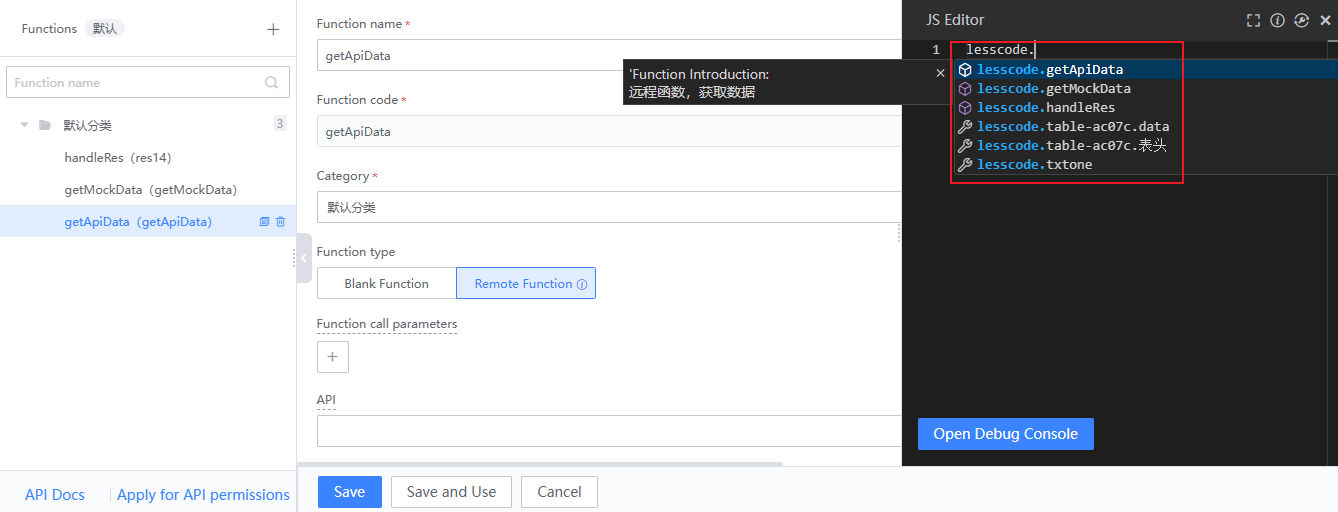 Functions 默认
Function name
默认分类 3
handleRes（res14）
getMockData（getMockData）
getApiData（getApiData）
API Docs
Apply for API permissions
Function name *
getApiData
Function code *
getApiData
Category *
默认分类
Function type
Blank Function
Remote Function
Function call parameters
+
API
Save
Save and Use
Cancel
'Function Introduction:
远程函数，获取数据
JS Editor
1 lesscode.
lesscode.getApiData
lesscode.getMockData
lesscode.handleRes
lesscode.table-ac07c.data
lesscode.table-ac07c.表头
lesscode.txtone
Open Debug Console